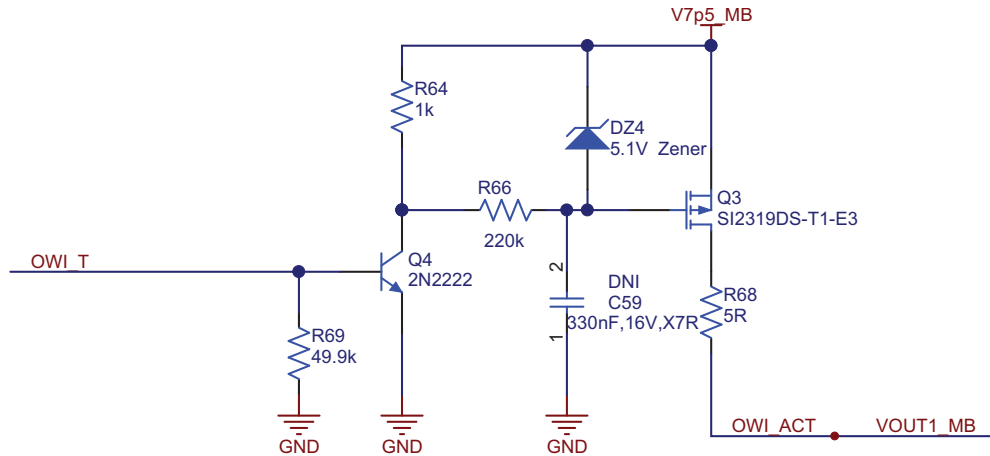 V7p5_MB
R64
1k
DZ4
5.1V Zener
R66
220k
Q3
SI2319DS-T1-E3
OWI_T
Q4
2N2222
2
DNI
C59
330nF,16V,X7R
1
R68
5R
R69
49.9k
GND
GND
GND
OWI_ACT
VOUT1_MB